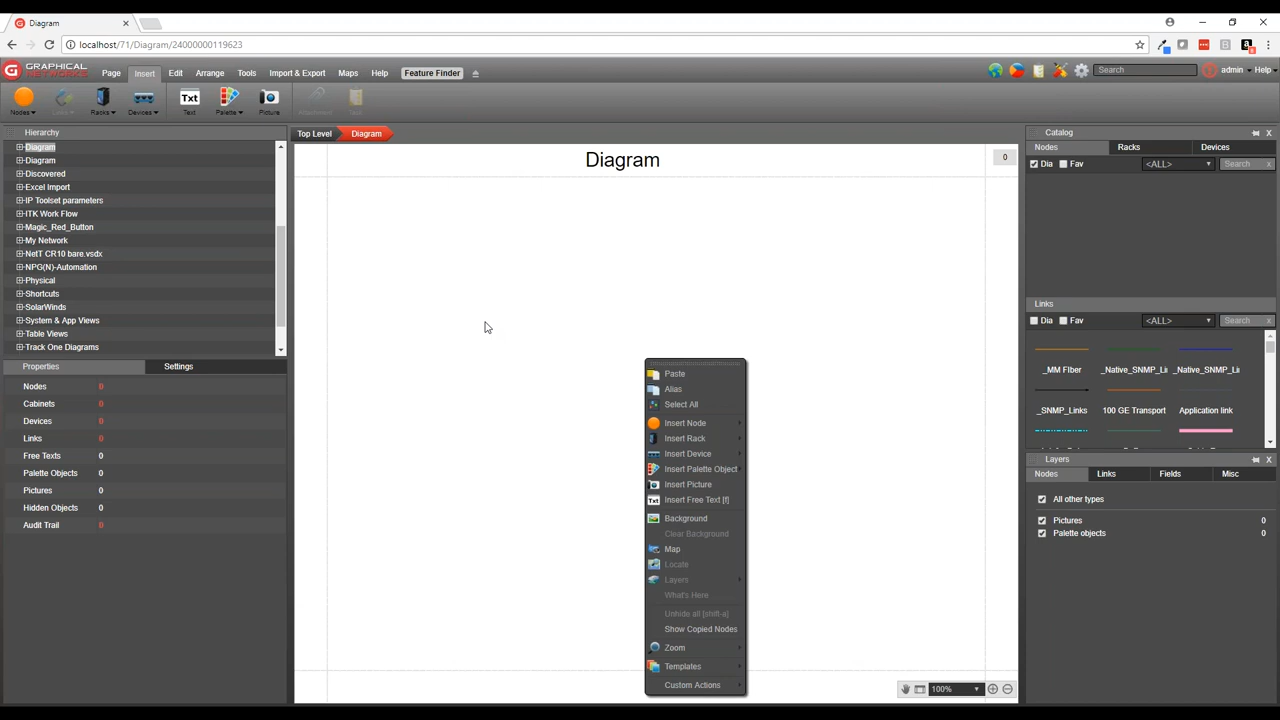 Diagram
localhost/71/Diagram/24000000119623
GRAPHICAL NETWORKS
Page Insert Edit Arrange Tools Import & Export Maps Help Feature Finder Search admin Help
Nodes Racks Devices Text Palette Picture
Txt
Hierarchy
Diagram
Diagram
Discovered
Excel Import
IP Toolset parameters
ITK Work Flow
Magic_Red_Button
My Network
NetT CR10 bare.vsdx
NPG(N)-Automation
Physical
Shortcuts
SolarWinds
System & App Views
Table Views
Track One Diagrams
Properties Settings
Nodes 0
Cabinets 0
Devices 0
Links 0
Free Texts 0
Palette Objects 0
Pictures 0
Hidden Objects 0
Audit Trail 0
Top Level Diagram
Diagram
0
Paste
Alias
Select All
Insert Node
Insert Rack
Insert Device
Insert Palette Object
Insert Picture
Txt Insert Free Text [f]
Background
Clear Background
Map
Locate
Layers
What's Here
Unhide all [shift-a]
Show Copied Nodes
Zoom
Templates
Custom Actions
100%
Catalog X
Nodes Racks Devices
Dia Fav <ALL> Search x
Links
Dia Fav <ALL> Search x
_MM Fiber _Native_SNMP_Lii _Native_SNMP_Lii
_SNMP_Links 100 GE Transport Application link
Layers X
Nodes Links Fields Misc
All other types
Pictures 0
Palette objects 0